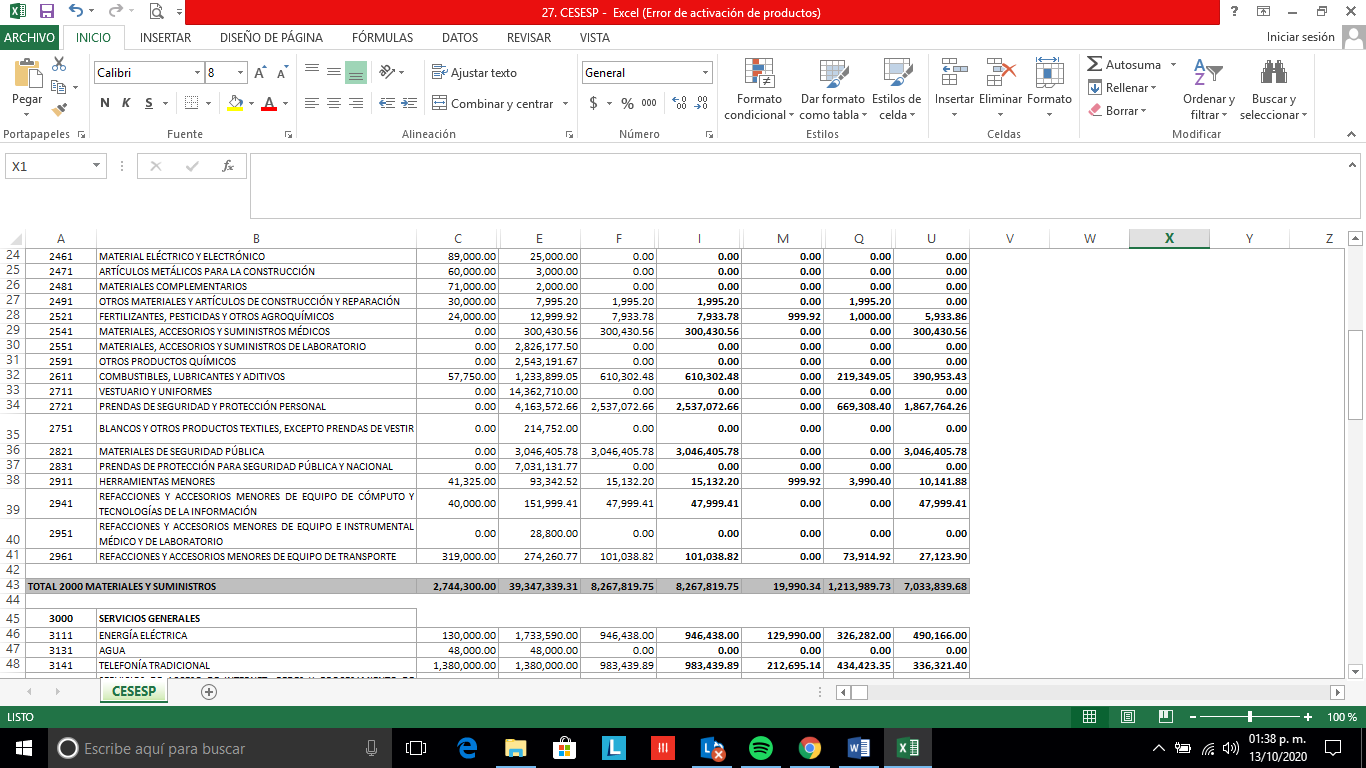 27. CESESP - Excel (Error de activación de productos)
ARCHIVO INICIO INSERTAR DISEÑO DE PÁGINA FÓRMULAS DATOS REVISAR VISTA Iniciar sesión
Calibri 8 Ajustar texto General Autosuma
Pegar Rellenar
N K S Combinar y centrar $ % 000 Formato condicional Dar formato como tabla Estilos de celda Insertar Eliminar Formato Borrar Ordenar y filtrar Buscar y seleccionar
Portapapeles Fuente Alineación Número Estilos Celdas Modificar
X1 fx
A B C E F I M Q U V W X Y Z
24 2461 MATERIAL ELÉCTRICO Y ELECTRÓNICO 89,000.00 25,000.00 0.00 0.00 0.00 0.00 0.00
25 2471 ARTÍCULOS METÁLICOS PARA LA CONSTRUCCIÓN 60,000.00 3,000.00 0.00 0.00 0.00 0.00 0.00
26 2481 MATERIALES COMPLEMENTARIOS 71,000.00 2,000.00 0.00 0.00 0.00 0.00 0.00
27 2491 OTROS MATERIALES Y ARTÍCULOS DE CONSTRUCCIÓN Y REPARACIÓN 30,000.00 7,995.20 1,995.20 1,995.20 0.00 1,995.20 0.00
28 2521 FERTILIZANTES, PESTICIDAS Y OTROS AGROQUÍMICOS 24,000.00 12,999.92 7,933.78 7,933.78 999.92 1,000.00 5,933.86
29 2541 MATERIALES, ACCESORIOS Y SUMINISTROS MÉDICOS 0.00 300,430.56 300,430.56 300,430.56 0.00 0.00 300,430.56
30 2551 MATERIALES, ACCESORIOS Y SUMINISTROS DE LABORATORIO 0.00 2,826,177.50 0.00 0.00 0.00 0.00 0.00
31 2591 OTROS PRODUCTOS QUÍMICOS 0.00 2,543,191.67 0.00 0.00 0.00 0.00 0.00
32 2611 COMBUSTIBLES, LUBRICANTES Y ADITIVOS 57,750.00 1,233,899.05 610,302.48 610,302.48 0.00 219,349.05 390,953.43
33 2711 VESTUARIO Y UNIFORMES 0.00 14,362,710.00 0.00 0.00 0.00 0.00 0.00
34 2721 PRENDAS DE SEGURIDAD Y PROTECCIÓN PERSONAL 0.00 4,163,572.66 2,537,072.66 2,537,072.66 0.00 669,308.40 1,867,764.26
35 2751 BLANCOS Y OTROS PRODUCTOS TEXTILES, EXCEPTO PRENDAS DE VESTIR 0.00 214,752.00 0.00 0.00 0.00 0.00 0.00
36 2821 MATERIALES DE SEGURIDAD PÚBLICA 0.00 3,046,405.78 3,046,405.78 3,046,405.78 0.00 0.00 3,046,405.78
37 2831 PRENDAS DE PROTECCIÓN PARA SEGURIDAD PÚBLICA Y NACIONAL 0.00 7,031,131.77 0.00 0.00 0.00 0.00 0.00
38 2911 HERRAMIENTAS MENORES 41,325.00 93,342.52 15,132.20 15,132.20 999.92 3,990.40 10,141.88
39 2941 REFACCIONES Y ACCESORIOS MENORES DE EQUIPO DE CÓMPUTO Y
TECNOLOGÍAS DE LA INFORMACIÓN 40,000.00 151,999.41 47,999.41 47,999.41 0.00 0.00 47,999.41
40 2951 REFACCIONES Y ACCESORIOS MENORES DE EQUIPO E INSTRUMENTAL
MÉDICO Y DE LABORATORIO 0.00 28,800.00 0.00 0.00 0.00 0.00 0.00
41 2961 REFACCIONES Y ACCESORIOS MENORES DE EQUIPO DE TRANSPORTE 319,000.00 274,260.77 101,038.82 101,038.82 0.00 73,914.92 27,123.90
42
43 TOTAL 2000 MATERIALES Y SUMINISTROS 2,744,300.00 39,347,339.31 8,267,819.75 8,267,819.75 19,990.34 1,213,989.73 7,033,839.68
44
45 3000 SERVICIOS GENERALES
46 3111 ENERGÍA ELÉCTRICA 130,000.00 1,733,590.00 946,438.00 946,438.00 129,990.00 326,282.00 490,166.00
47 3131 AGUA 48,000.00 48,000.00 0.00 0.00 0.00 0.00 0.00
48 3141 TELEFONÍA TRADICIONAL 1,380,000.00 1,380,000.00 983,439.89 983,439.89 212,695.14 434,423.35 336,321.40
CESESP
LISTO 100 %
Escribe aquí para buscar 01:38 p. m.
13/10/2020